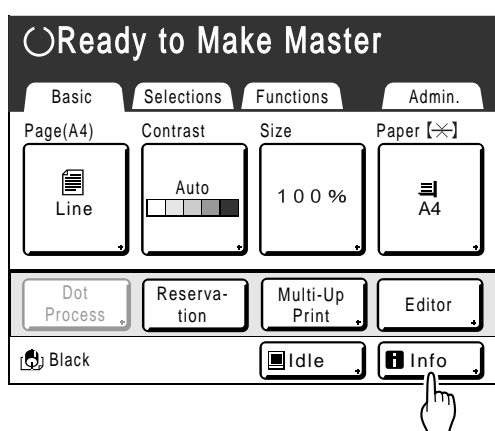 Ready to Make Master
Basic Selections Functions Admin.
Page(A4) Contrast Size Paper【✳】
Line
Auto
100%
A4
Dot
Process
Reserva-
tion
Multi-Up
Print
Editor
Black
Idle
i Info